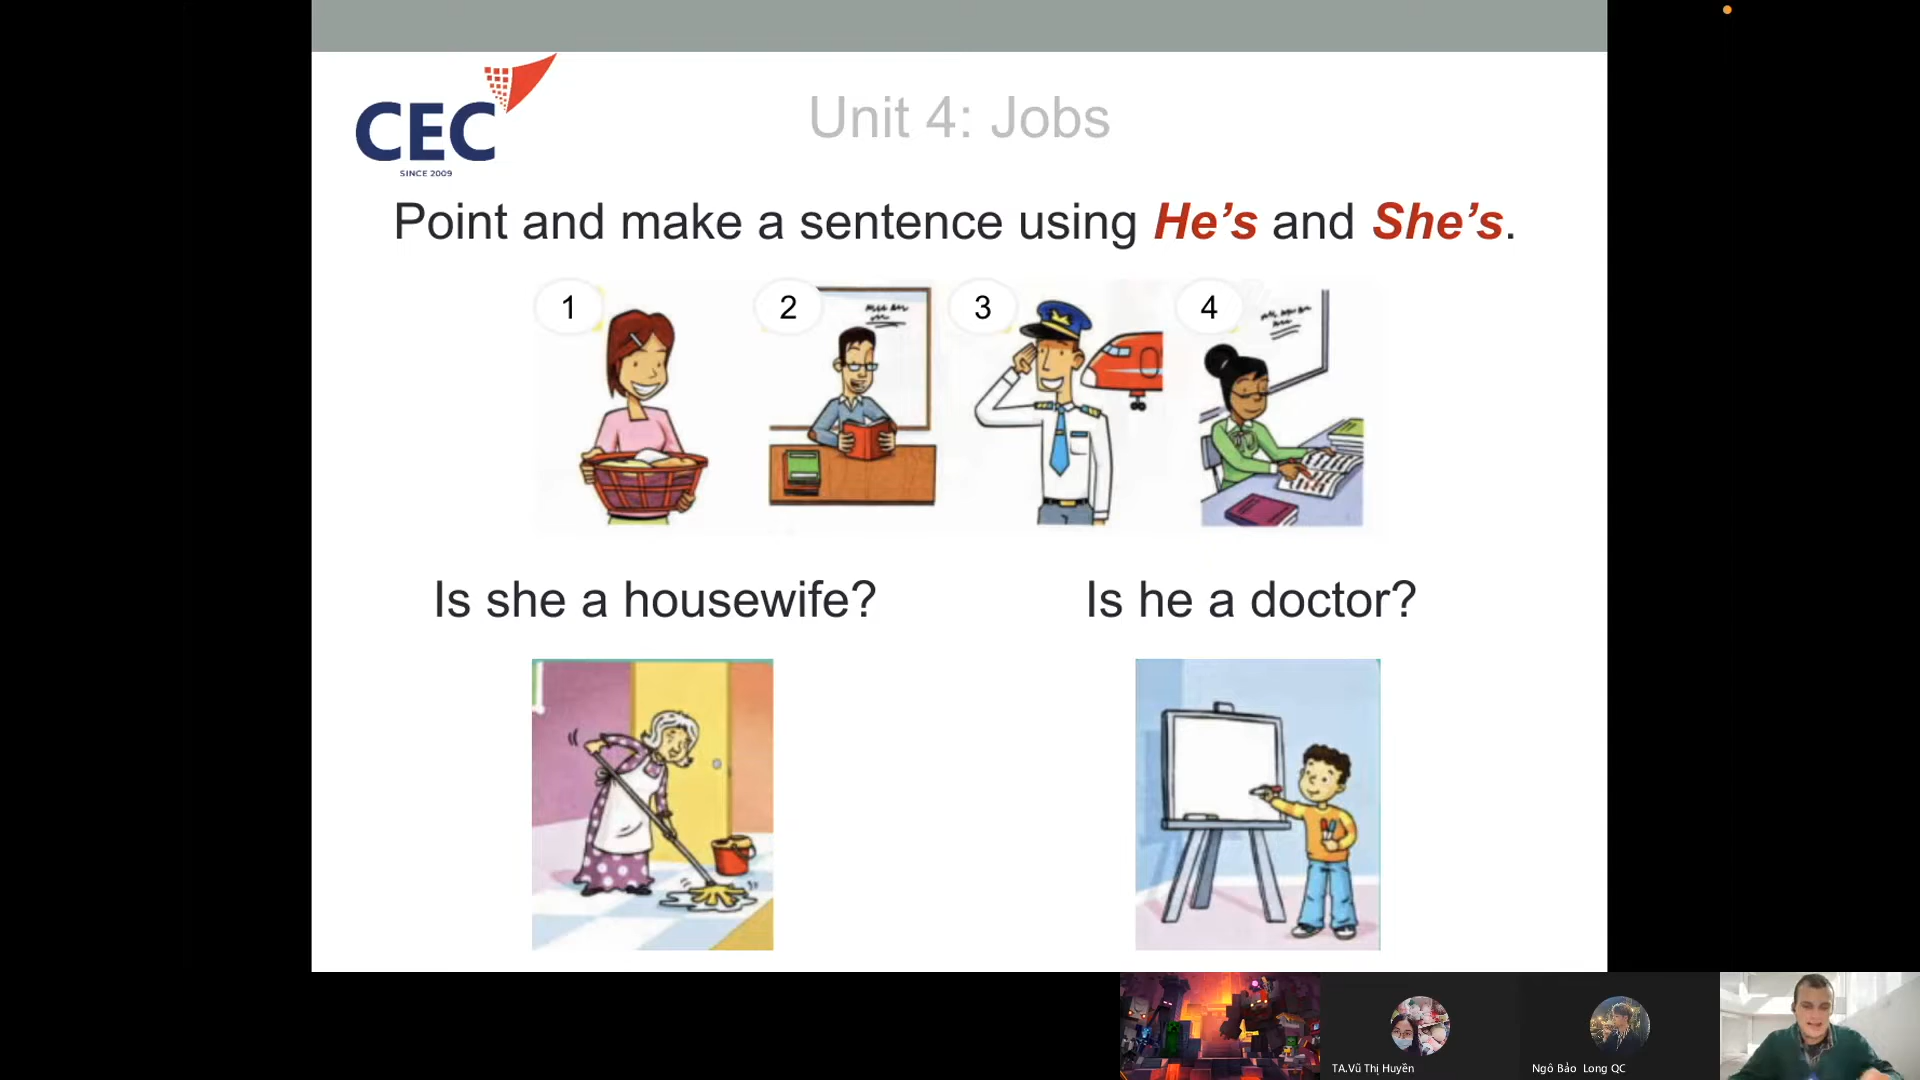 CEC
SINCE 2009
Unit 4: Jobs
Point and make a sentence using He's and She's.
1
2
3
4
Is she a housewife?
Is he a doctor?
TA.Vũ Thị Huyền
Ngô Bảo Long QC